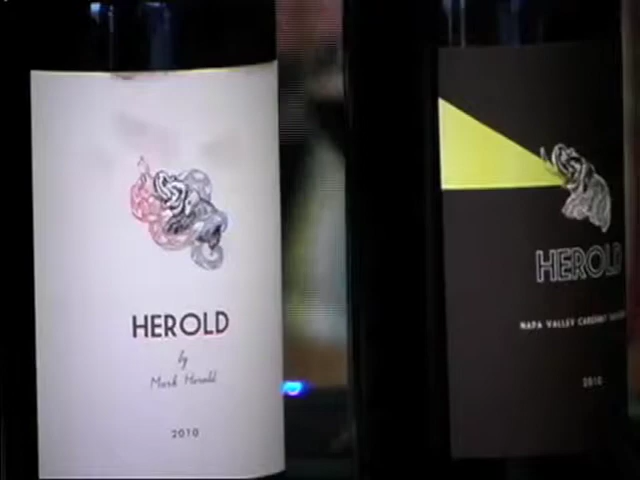 HEROLD
by
Mark Herold
2010
HEROLD
NAPA VALLEY CABERNET
2010